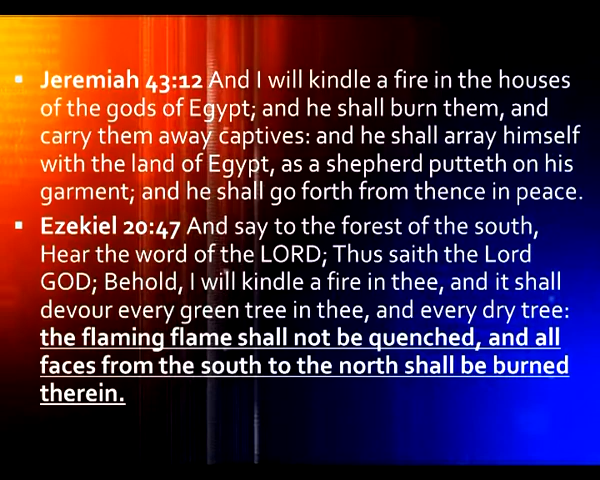 ▪ Jeremiah 43:12 And I will kindle a fire in the houses
of the gods of Egypt; and he shall burn them, and
carry them away captives: and he shall array himself
with the land of Egypt, as a shepherd putteth on his
garment; and he shall go forth from thence in peace.
▪ Ezekiel 20:47 And say to the forest of the south,
Hear the word of the LORD; Thus saith the Lord
GOD; Behold, I will kindle a fire in thee, and it shall
devour every green tree in thee, and every dry tree:
the flaming flame shall not be quenched, and all
faces from the south to the north shall be burned
therein.